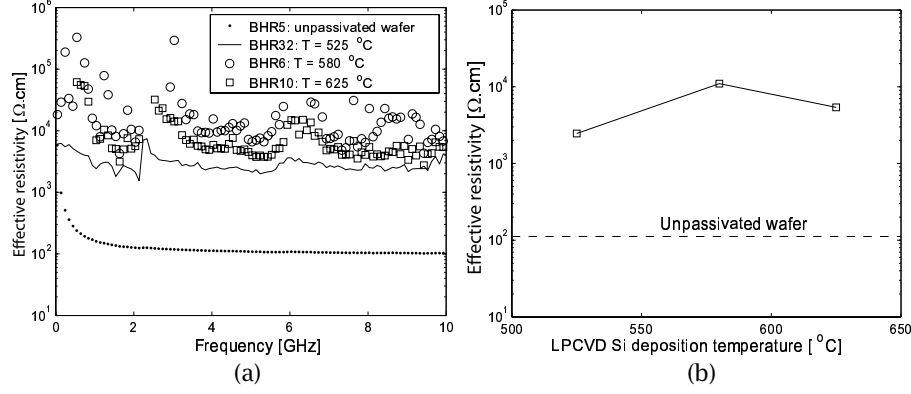 10^6
10^5
10^4
10^3
10^2
10^1
Effective resistivity [Ω.cm]
BHR5: unpassivated wafer
BHR32: T = 525 °C
BHR6: T = 580 °C
BHR10: T = 625 °C
0 2 4 6 8 10
Frequency [GHz]
(a)
10^5
10^4
10^3
10^2
10^1
Effective resistivity [Ω.cm]
Unpassivated wafer
500 550 600 650
LPCVD Si deposition temperature [ °C]
(b)